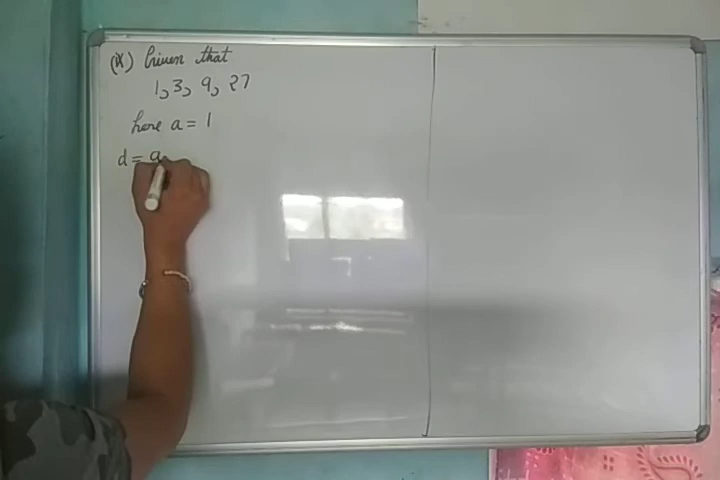 (X) Given that
1, 3, 9, 27
here a = 1
d = a